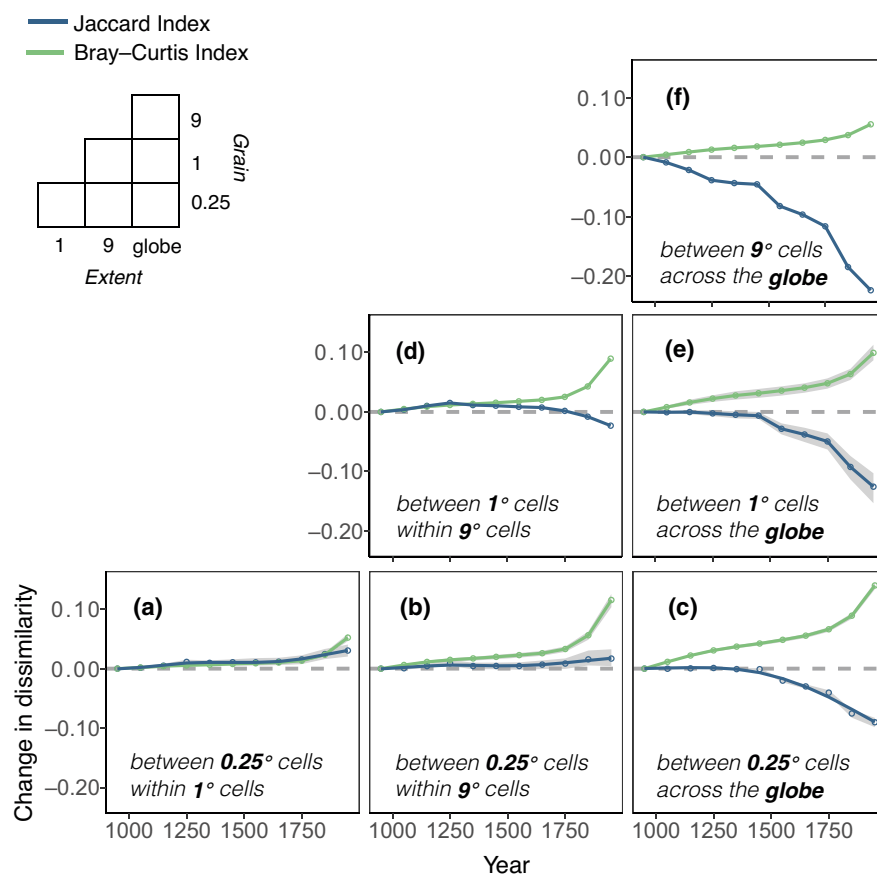 Jaccard Index
Bray–Curtis Index
9
1
0.25
Grain
1 9 globe
Extent
(f)
0.10
0.00
−0.10
−0.20
between 9° cells
across the globe
(d)
0.10
0.00
−0.10
−0.20
between 1° cells
within 9° cells
(e)
between 1° cells
across the globe
Change in dissimilarity
(a)
0.10
0.00
−0.10
−0.20
between 0.25° cells
within 1° cells
(b)
between 0.25° cells
within 9° cells
(c)
between 0.25° cells
across the globe
1000 1250 1500 1750
1000 1250 1500 1750
1000 1250 1500 1750
Year